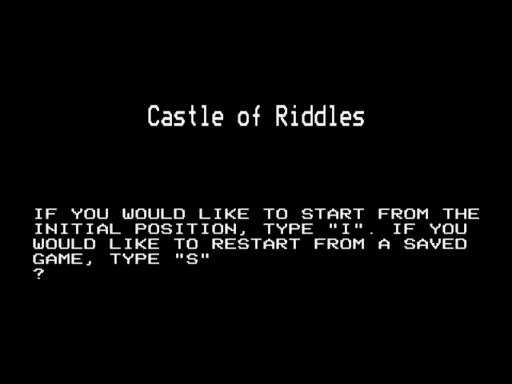 Castle of Riddles
IF YOU WOULD LIKE TO START FROM THE
INITIAL POSITION, TYPE "I". IF YOU
WOULD LIKE TO RESTART FROM A SAVED
GAME, TYPE "S"
?